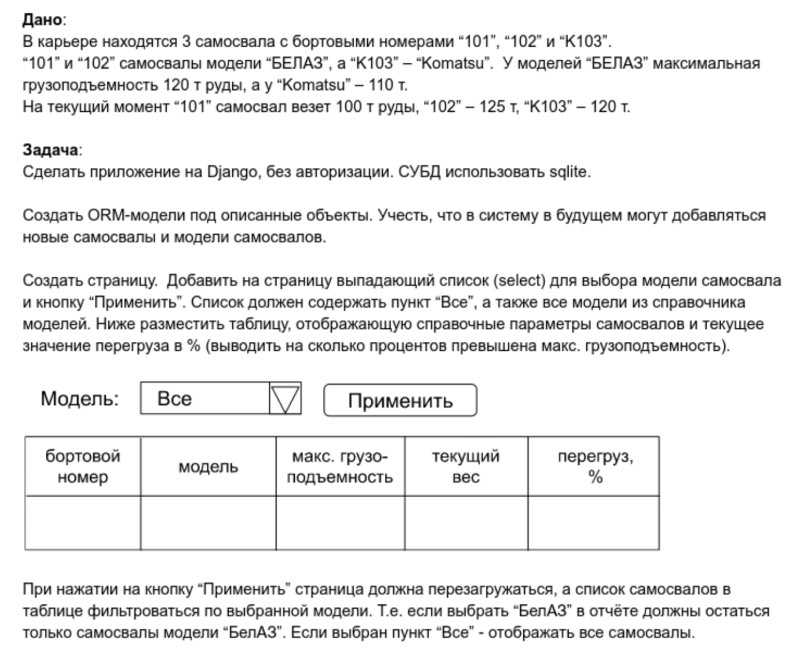 Дано:
В карьере находятся 3 самосвала с бортовыми номерами “101”, “102” и “К103”.
“101” и “102” самосвалы модели “БЕЛАЗ”, а “К103” – “Komatsu”. У моделей “БЕЛАЗ” максимальная
грузоподъемность 120 т руды, а у “Komatsu” – 110 т.
На текущий момент “101” самосвал везет 100 т руды, “102” – 125 т, “К103” – 120 т.
Задача:
Сделать приложение на Django, без авторизации. СУБД использовать sqlite.
Создать ORM-модели под описанные объекты. Учесть, что в систему в будущем могут добавляться
новые самосвалы и модели самосвалов.
Создать страницу. Добавить на страницу выпадающий список (select) для выбора модели самосвала
и кнопку “Применить”. Список должен содержать пункт “Все”, а также все модели из справочника
моделей. Ниже разместить таблицу, отображающую справочные параметры самосвалов и текущее
значение перегруза в % (выводить на сколько процентов превышена макс. грузоподъемность).
Модель: Все Применить
бортовой номер
модель
макс. грузо-
подъемность
текущий вес
перегруз, %
При нажатии на кнопку “Применить” страница должна перезагружаться, а список самосвалов в
таблице фильтроваться по выбранной модели. Т.е. если выбрать “БелАЗ” в отчёте должны остаться
только самосвалы модели “БелАЗ”. Если выбран пункт “Все” - отображать все самосвалы.